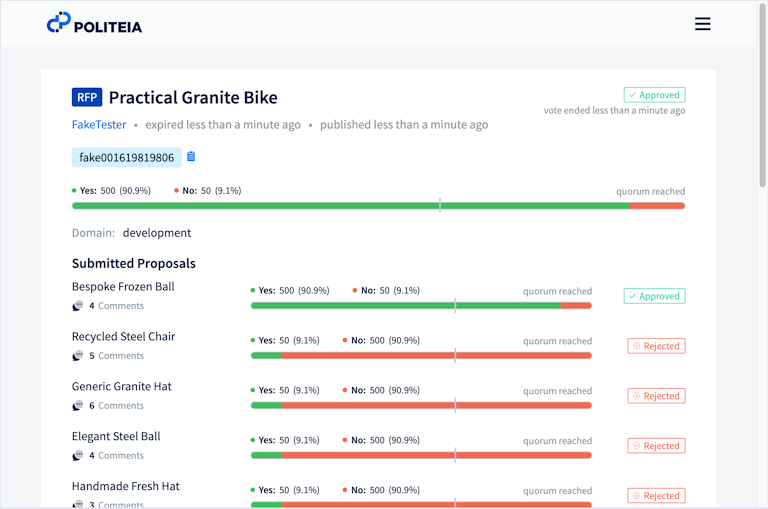 POLITEIA
RFP Practical Granite Bike
Approved
FakeTester • expired less than a minute ago • published less than a minute ago
vote ended less than a minute ago
fake001619819806
Yes: 500 (90.9%) No: 50 (9.1%) quorum reached
Domain: development
Submitted Proposals
Bespoke Frozen Ball
4 Comments
Yes: 500 (90.9%) No: 50 (9.1%) quorum reached
Approved
Recycled Steel Chair
5 Comments
Yes: 50 (9.1%) No: 500 (90.9%) quorum reached
Rejected
Generic Granite Hat
6 Comments
Yes: 50 (9.1%) No: 500 (90.9%) quorum reached
Rejected
Elegant Steel Ball
4 Comments
Yes: 50 (9.1%) No: 500 (90.9%) quorum reached
Rejected
Handmade Fresh Hat
3 Comments
Yes: 50 (9.1%) No: 500 (90.9%) quorum reached
Rejected